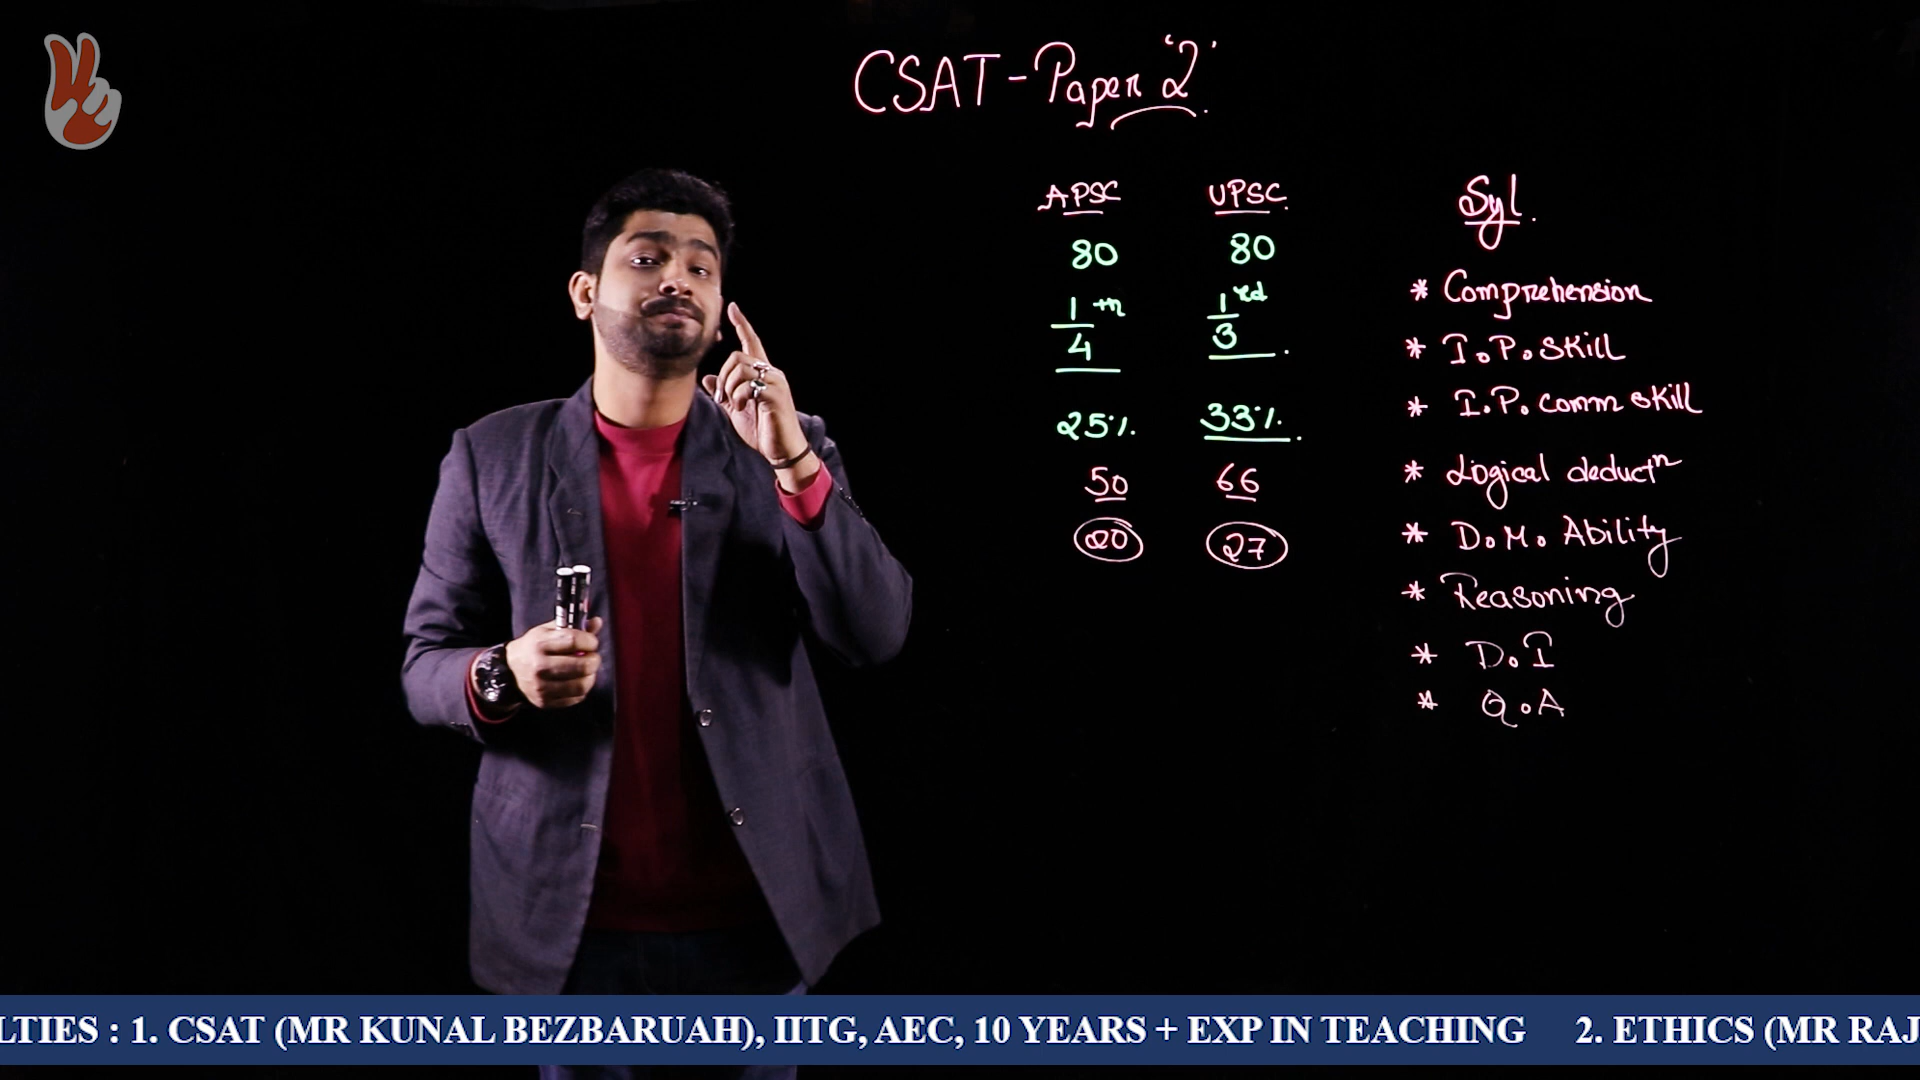 CSAT - Paper '2'
APSC UPSC
80 80
1/4 th 1/3 rd
25% 33%
50 66
20 27
Syl.
* Comprehension
* I.P. Skill
* I.P. comm skill
* Logical deductn
* D.M. Ability
* Reasoning
* D.I
* Q.A
LTIES : 1. CSAT (MR KUNAL BEZBARUAH), IITG, AEC, 10 YEARS + EXP IN TEACHING 2. ETHICS (MR RAJ